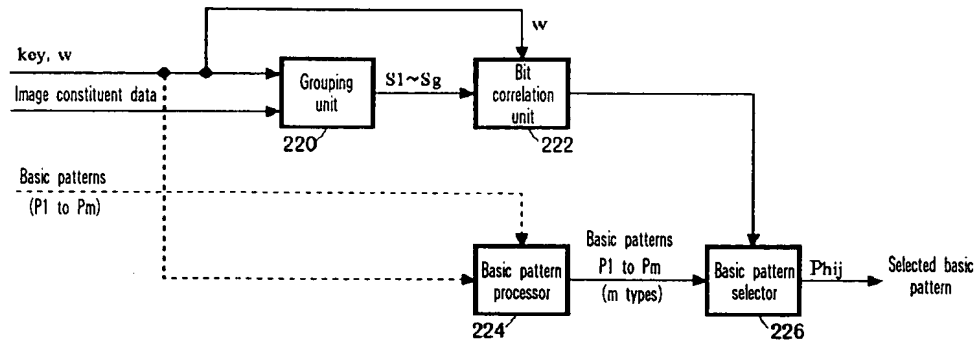 w
key, w
Image constituent data
Grouping
unit
220
S1~Sg
Bit
correlation
unit
222
Basic patterns
(P1 to Pm)
Basic pattern
processor
224
Basic patterns
P1 to Pm
(m types)
Basic pattern
selector
226
Phij
Selected basic
pattern